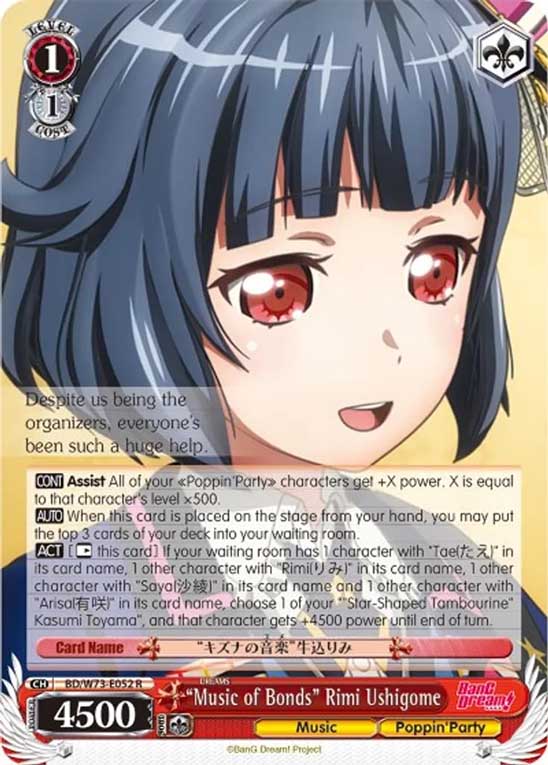 LEVEL
1
1
COST
Despite us being the
organizers, everyone's
been such a huge help.
CONT Assist All of your «Poppin'Party» characters get +X power. X is equal
to that character's level ×500.
AUTO When this card is placed on the stage from your hand, you may put
the top 3 cards of your deck into your waiting room.
ACT [ this card] If your waiting room has 1 character with "Tae(たえ)" in
its card name, 1 other character with "Rimi(りみ)" in its card name, 1 other
character with "Saya(沙綾)" in its card name and 1 other character with
"Arisa(有咲)" in its card name, choose 1 of your "“Star-Shaped Tambourine”
Kasumi Toyama", and that character gets +4500 power until end of turn.
Card Name “キズナの音楽”牛込りみ
CH BD/W73-E052 R
DREAMS
“Music of Bonds” Rimi Ushigome
BanG Dream!
POWER 4500 SOUL
Music Poppin'Party
©BanG Dream! Project